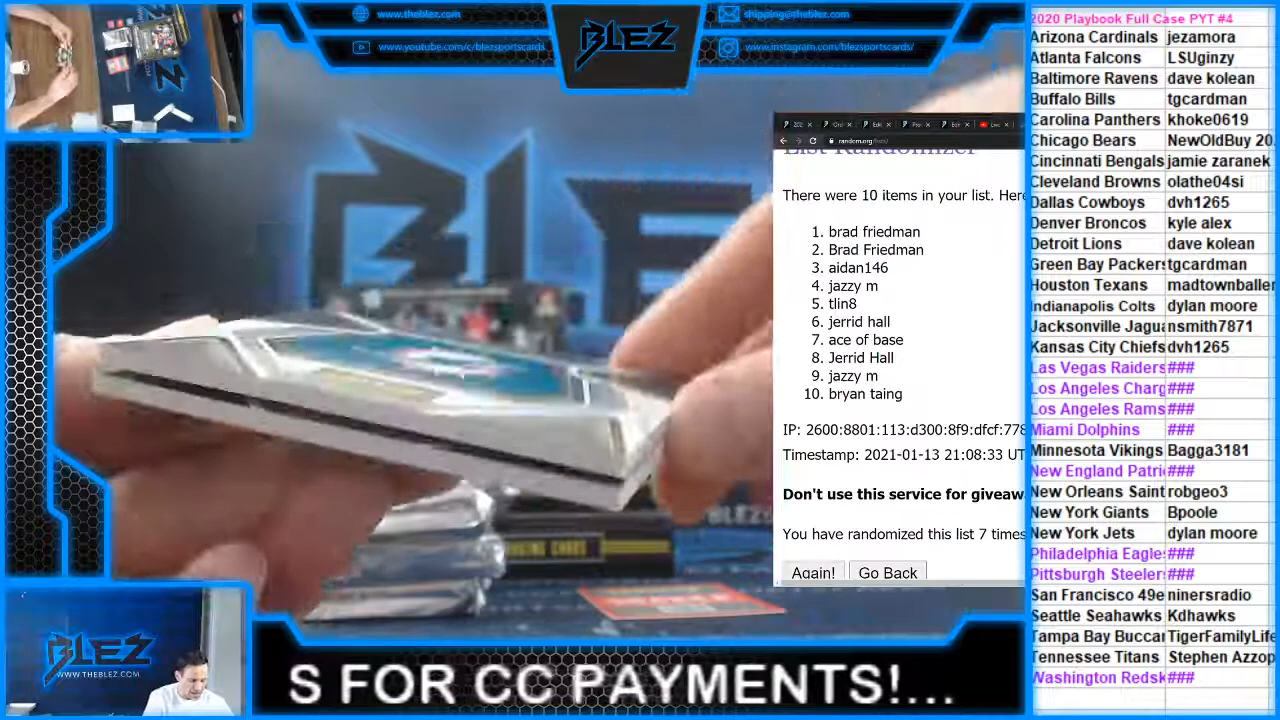 www.theblez.com
www.youtube.com/c/blezsportscards
BLEZ
shipping@theblez.com
www.instagram.com/blezsportscards/
random.org/lists/
List Randomizer
There were 10 items in your list. Here
1. brad friedman
2. Brad Friedman
3. aidan146
4. jazzy m
5. tlin8
6. jerrid hall
7. ace of base
8. Jerrid Hall
9. jazzy m
10. bryan taing
IP: 2600:8801:113:d300:8f9:dfcf:778
Timestamp: 2021-01-13 21:08:33 UT
Don't use this service for giveaw
You have randomized this list 7 times
Again! Go Back
2020 Playbook Full Case PYT #4
Arizona Cardinals jezamora
Atlanta Falcons LSUginzy
Baltimore Ravens dave kolean
Buffalo Bills tgcardman
Carolina Panthers khoke0619
Chicago Bears NewOldBuy 20
Cincinnati Bengals jamie zaranek
Cleveland Browns olathe04si
Dallas Cowboys dvh1265
Denver Broncos kyle alex
Detroit Lions dave kolean
Green Bay Packers tgcardman
Houston Texans madtownballer
Indianapolis Colts dylan moore
Jacksonville Jagua nsmith7871
Kansas City Chiefs dvh1265
Las Vegas Raiders ###
Los Angeles Charg ###
Los Angeles Rams ###
Miami Dolphins ###
Minnesota Vikings Bagga3181
New England Patri ###
New Orleans Saint robgeo3
New York Giants Bpoole
New York Jets dylan moore
Philadelphia Eagle ###
Pittsburgh Steelers ###
San Francisco 49e ninersradio
Seattle Seahawks Kdhawks
Tampa Bay Buccar TigerFamilyLife
Tennessee Titans Stephen Azzop
Washington Redsk ###
BLEZ
BLEZ
WWW.THEBLEZ.COM
S FOR CC PAYMENTS!...